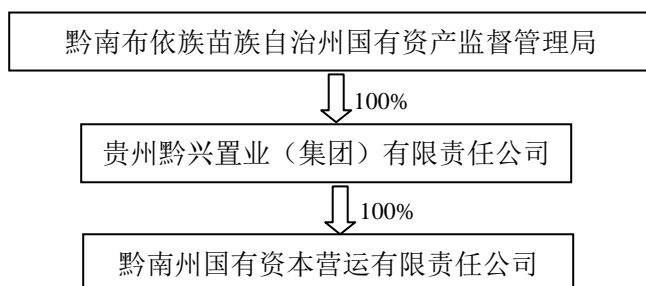 黔南布依族苗族自治州国有资产监督管理局
100%
贵州黔兴置业（集团）有限责任公司
100%
黔南州国有资本营运有限责任公司